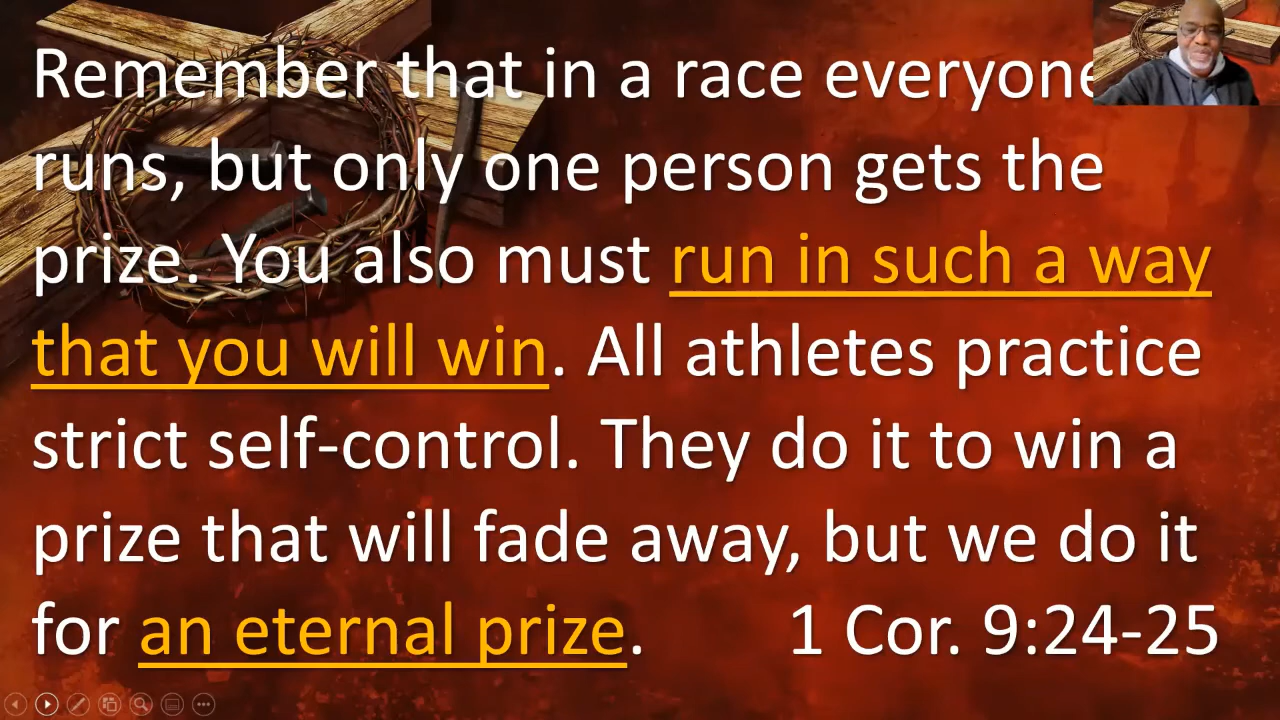 Remember that in a race everyone
runs, but only one person gets the
prize. You also must run in such a way
that you will win. All athletes practice
strict self-control. They do it to win a
prize that will fade away, but we do it
for an eternal prize. 1 Cor. 9:24-25